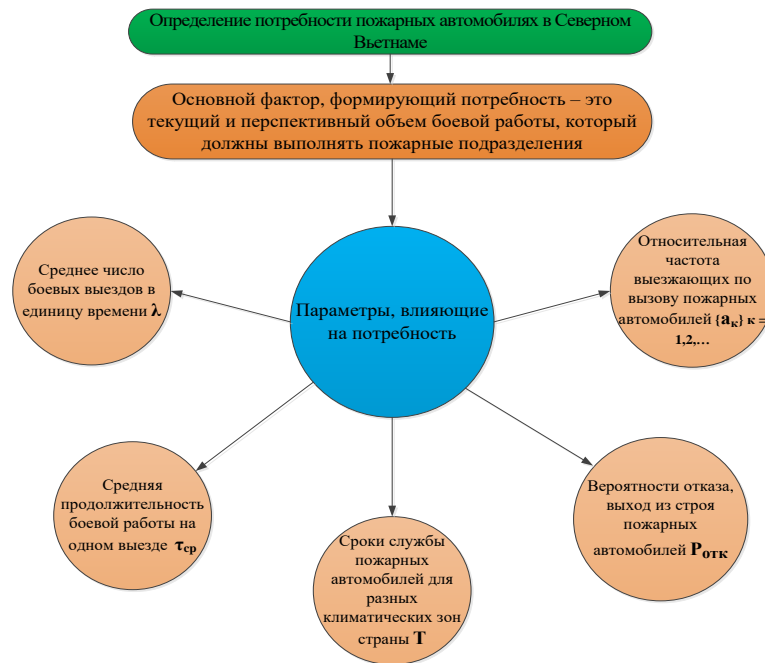 Определение потребности пожарных автомобилях в Северном
Вьетнаме
Основной фактор, формирующий потребность – это
текущий и перспективный объем боевой работы, который
должны выполнять пожарные подразделения
Среднее число
боевых выездов в
единицу времени λ
Параметры, влияющие
на потребность
Относительная
частота
выезжающих по
вызову пожарных
автомобилей {aк} к =
1,2,…
Средняя
продолжительность
боевой работы на
одном выезде τср
Сроки службы
пожарных
автомобилей для
разных
климатических зон
страны T
Вероятности отказа,
выход из строя
пожарных
автомобилей Pотк